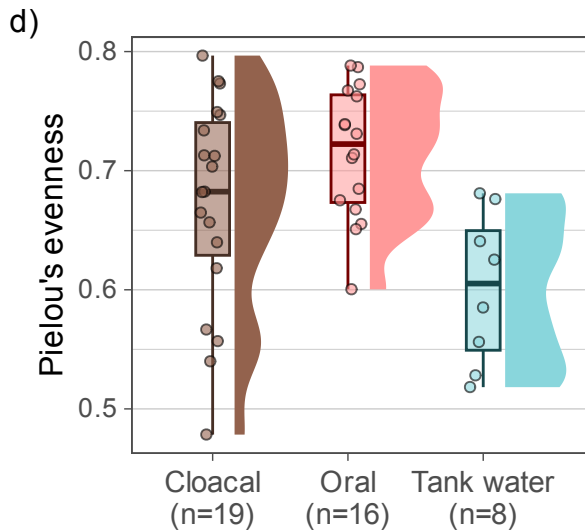 d)
Pielou's evenness
0.8
0.7
0.6
0.5
Cloacal
(n=19)
Oral
(n=16)
Tank water
(n=8)